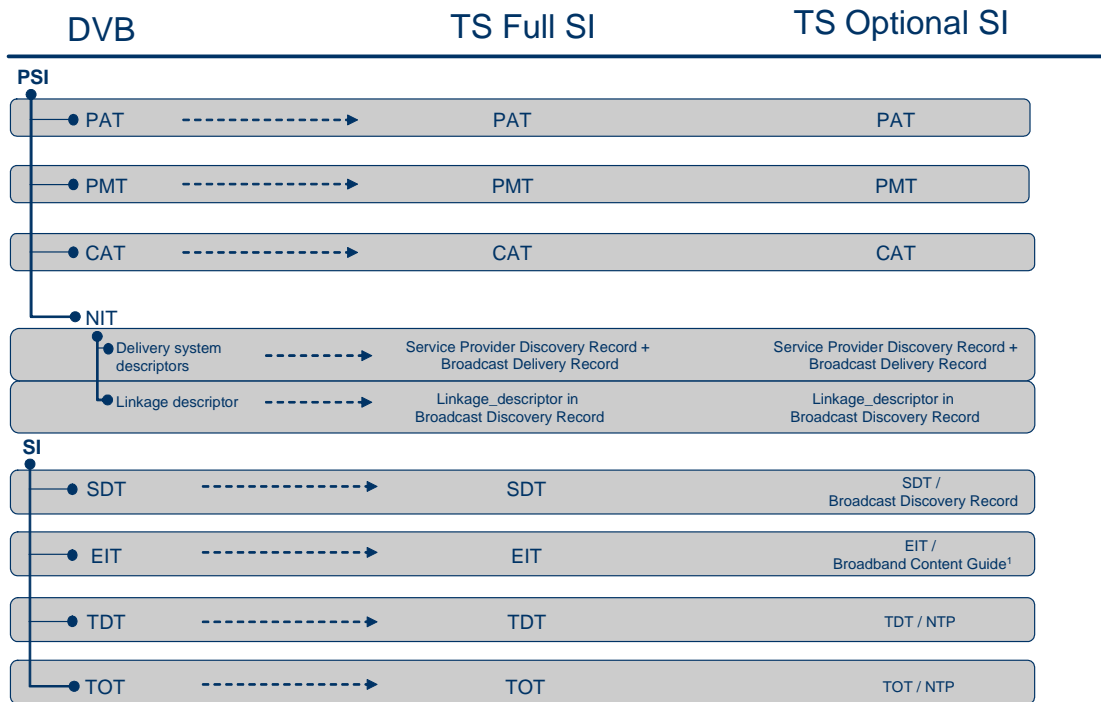 DVB TS Full SI TS Optional SI
PSI
PAT PAT PAT
PMT PMT PMT
CAT CAT CAT
NIT
Delivery system descriptors Service Provider Discovery Record + Broadcast Delivery Record Service Provider Discovery Record + Broadcast Delivery Record
Linkage descriptor Linkage_descriptor in Broadcast Discovery Record Linkage_descriptor in Broadcast Discovery Record
SI
SDT SDT SDT / Broadcast Discovery Record
EIT EIT EIT / Broadband Content Guide¹
TDT TDT TDT / NTP
TOT TOT TOT / NTP